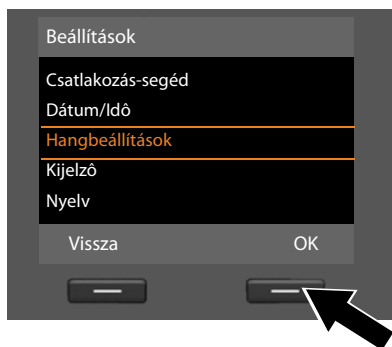 Beállítások
Csatlakozás-segéd
Dátum/Idô
Hangbeállítások
Kijelzô
Nyelv
Vissza OK